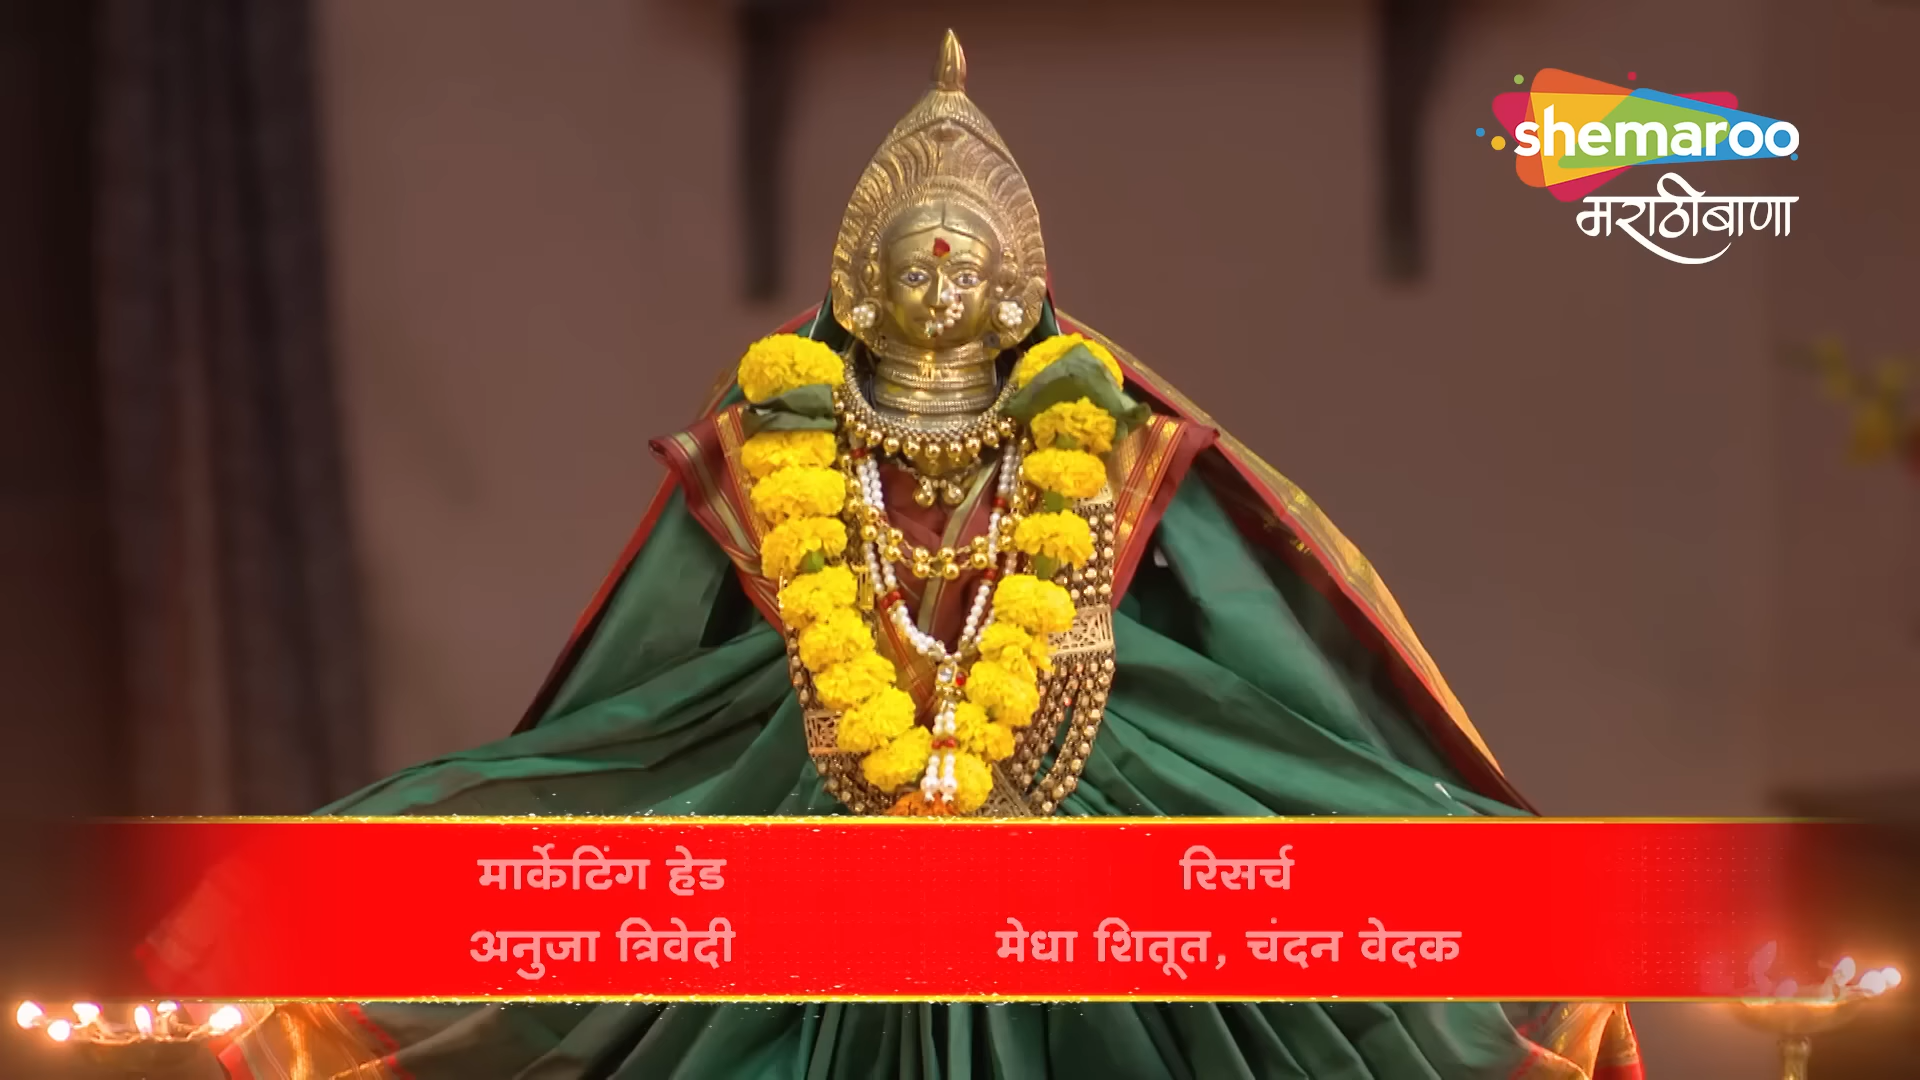 shemaroo
मराठीबाणा
मार्केटिंग हेड
अनुजा त्रिवेदी
रिसर्च
मेधा शितूत, चंदन वेदक